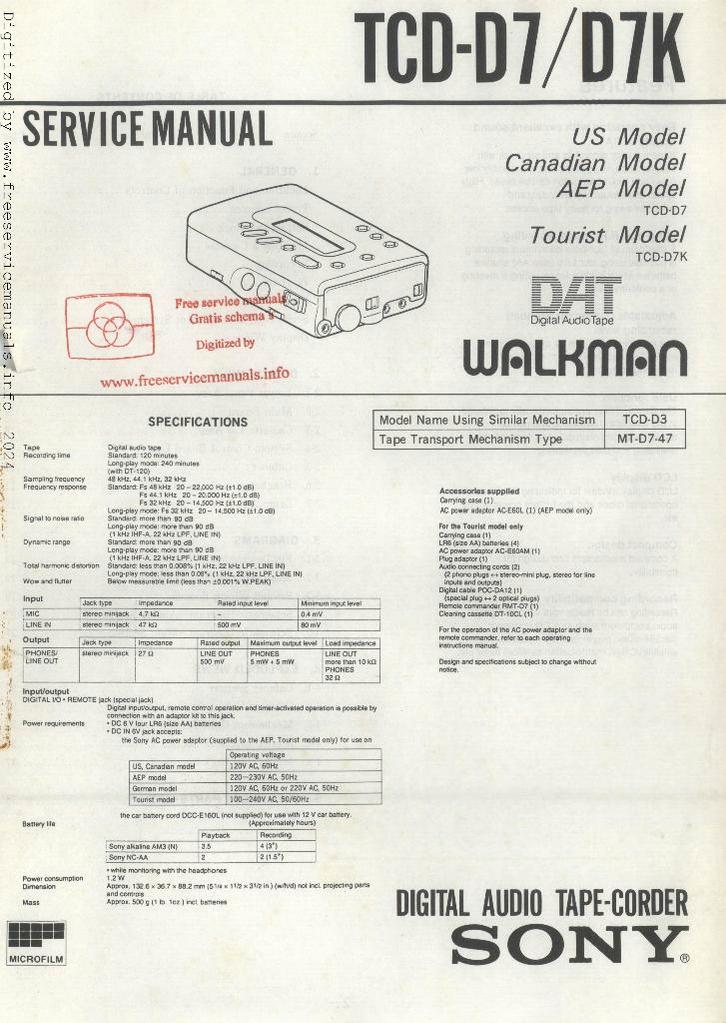 TCD-D7/D7K
SERVICE MANUAL
US Model
Canadian Model
AEP Model
TCD-D7
Tourist Model
TCD-D7K
DAT
Digital Audio Tape
WALKMAN
Digitized by www.freeservicemanuals.info 2024
Free service manuals
Gratis schema's
Digitized by
www.freeservicemanuals.info
SPECIFICATIONS
Model Name Using Similar Mechanism TCD-D3
Tape Transport Mechanism Type MT-D7-47
Tape Digital audio tape
Recording time Standard: 120 minutes
Long-play mode: 240 minutes
(with DT-120)
Sampling frequency 48 kHz, 44.1 kHz, 32 kHz
Frequency response Standard: Fs 48 kHz 20 – 22,000 Hz (±1.0 dB)
Fs 44.1 kHz 20 – 20,000 Hz (±1.0 dB)
Fs 32 kHz 20 – 14,500 Hz (±1.0 dB)
Long-play mode: Fs 32 kHz 20 – 14,500 Hz (±1.0 dB)
Signal to noise ratio Standard: more than 90 dB
Long-play mode: more than 90 dB
(1 kHz IHF-A, 22 kHz LPF, LINE IN)
Dynamic range Standard: more than 90 dB
Long-play mode: more than 90 dB
(1 kHz IHF-A, 22 kHz LPF, LINE IN)
Total harmonic distortion Standard: less than 0.008% (1 kHz, 22 kHz LPF, LINE IN)
Long-play mode: less than 0.09% (1 kHz, 22 kHz LPF, LINE IN)
Wow and flutter Below measurable limit (less than ±0.001% W.PEAK)
Input
Jack type Impedance Rated input level Minimum input level
MIC stereo minijack 4.7 kΩ – 0.4 mV
LINE IN stereo minijack 47 kΩ 500 mV 80 mV
Output
Jack type Impedance Rated output Maximum output level Load impedance
PHONES/ stereo minijack 27 Ω LINE OUT PHONES LINE OUT
LINE OUT 500 mV 5 mW + 5 mW more than 10 kΩ
PHONES
32 Ω
Input/output
DIGITAL I/O • REMOTE jack (special jack)
Digital input/output, remote control operation and timer-activated operation is possible by
connection with an adaptor kit to this jack.
Power requirements • DC 6 V four LR6 (size AA) batteries
• DC IN 6V jack accepts:
the Sony AC power adaptor (supplied to the AEP, Tourist model only) for use on
Operating voltage
US, Canadian model 120V AC, 60Hz
AEP model 220–230V AC, 50Hz
German model 120V AC, 60Hz or 220V AC, 50Hz
Tourist model 100–240V AC, 50/60Hz
the car battery cord DCC-E160L (not supplied) for use with 12 V car battery.
Battery life (Approximately hours)
Playback Recording
Sony alkaline AM3 (N) 3.5 4 (3*)
Sony NC-AA 2 2 (1.5*)
* while monitoring with the headphones
Power consumption 1.2 W
Dimension Approx. 132.6 × 36.7 × 88.2 mm (5 1/4 × 1 1/2 × 3 1/2 in.) (w/h/d) not incl. projecting parts
and controls
Mass Approx. 500 g (1 lb. 1oz.) incl. batteries
Accessories supplied
Carrying case (1)
AC power adaptor AC-E60L (1) (AEP model only)
For the Tourist model only
Carrying case (1)
LR6 (size AA) batteries (4)
AC power adaptor AC-E60AM (1)
Plug adaptor (1)
Audio connecting cords (2)
(2 phono plugs ↔ stereo-mini plug, stereo for line
inputs and outputs)
Digital cable POC-DA12 (1)
(special plug ↔ 2 optical plugs)
Remote commander RMT-D7 (1)
Cleaning cassette DT-10CL (1)
For the operation of the AC power adaptor and the
remote commander, refer to each operating
instructions manual.
Design and specifications subject to change without
notice.
MICROFILM
DIGITAL AUDIO TAPE-CORDER
SONY®